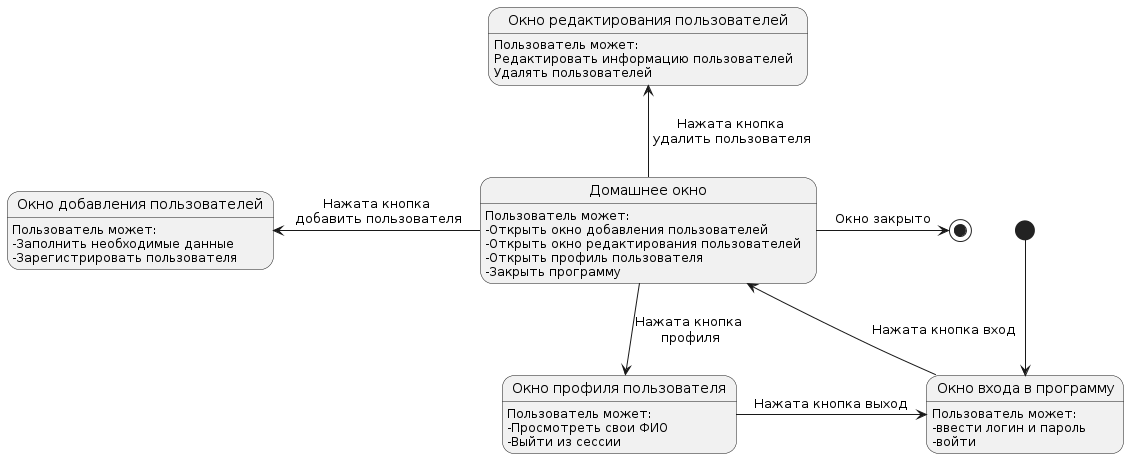 Окно редактирования пользователей
Пользователь может:
Редактировать информацию пользователей
Удалять пользователей
Нажата кнопка
удалить пользователя
Окно добавления пользователей
Пользователь может:
-Заполнить необходимые данные
-Зарегистрировать пользователя
Нажата кнопка
добавить пользователя
Домашнее окно
Пользователь может:
-Открыть окно добавления пользователей
-Открыть окно редактирования пользователей
-Открыть профиль пользователя
-Закрыть программу
Окно закрыто
Нажата кнопка
профиля
Нажата кнопка вход
Окно профиля пользователя
Пользователь может:
-Просмотреть свои ФИО
-Выйти из сессии
Нажата кнопка выход
Окно входа в программу
Пользователь может:
-ввести логин и пароль
-войти